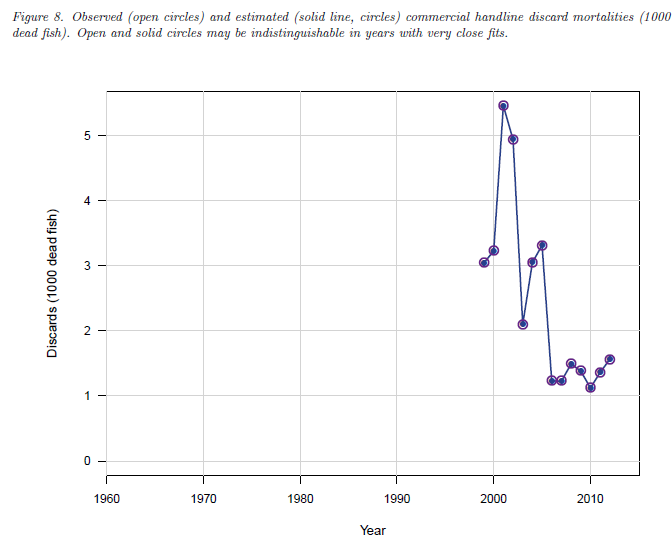 Figure 8. Observed (open circles) and estimated (solid line, circles) commercial handline discard mortalities (1000
dead fish). Open and solid circles may be indistinguishable in years with very close fits.
Discards (1000 dead fish)
5
4
3
2
1
0
1960 1970 1980 1990 2000 2010
Year